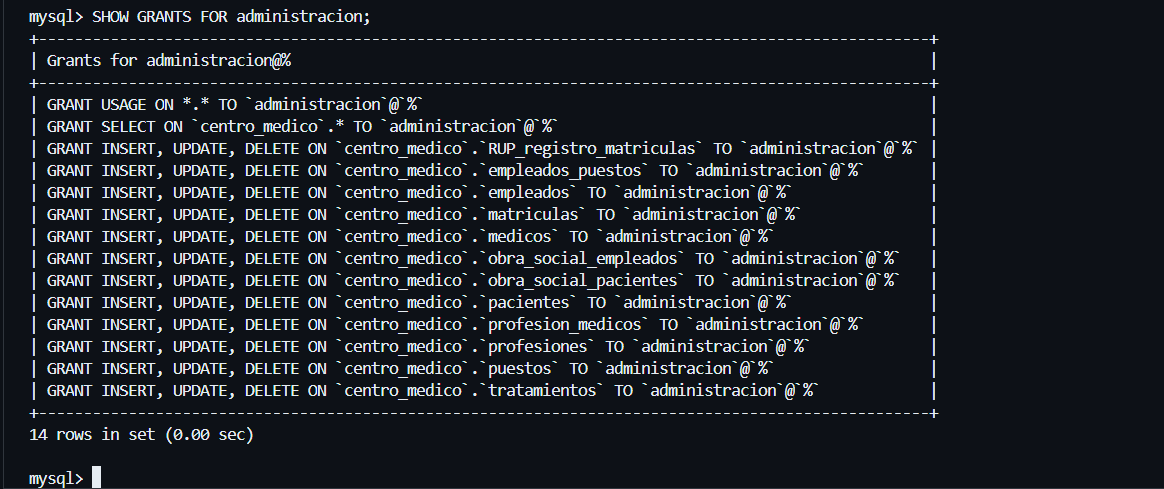 mysql> SHOW GRANTS FOR administracion;
+---------------------------------------------------------------------------------------------------+
| Grants for administracion@%                                                                       |
+---------------------------------------------------------------------------------------------------+
| GRANT USAGE ON *.* TO `administracion`@`%`                                                        |
| GRANT SELECT ON `centro_medico`.* TO `administracion`@`%`                                         |
| GRANT INSERT, UPDATE, DELETE ON `centro_medico`.`RUP_registro_matriculas` TO `administracion`@`%` |
| GRANT INSERT, UPDATE, DELETE ON `centro_medico`.`empleados_puestos` TO `administracion`@`%`       |
| GRANT INSERT, UPDATE, DELETE ON `centro_medico`.`empleados` TO `administracion`@`%`               |
| GRANT INSERT, UPDATE, DELETE ON `centro_medico`.`matriculas` TO `administracion`@`%`              |
| GRANT INSERT, UPDATE, DELETE ON `centro_medico`.`medicos` TO `administracion`@`%`                 |
| GRANT INSERT, UPDATE, DELETE ON `centro_medico`.`obra_social_empleados` TO `administracion`@`%`   |
| GRANT INSERT, UPDATE, DELETE ON `centro_medico`.`obra_social_pacientes` TO `administracion`@`%`   |
| GRANT INSERT, UPDATE, DELETE ON `centro_medico`.`pacientes` TO `administracion`@`%`               |
| GRANT INSERT, UPDATE, DELETE ON `centro_medico`.`profesion_medicos` TO `administracion`@`%`       |
| GRANT INSERT, UPDATE, DELETE ON `centro_medico`.`profesiones` TO `administracion`@`%`             |
| GRANT INSERT, UPDATE, DELETE ON `centro_medico`.`puestos` TO `administracion`@`%`                 |
| GRANT INSERT, UPDATE, DELETE ON `centro_medico`.`tratamientos` TO `administracion`@`%`            |
+---------------------------------------------------------------------------------------------------+
14 rows in set (0.00 sec)
mysql>